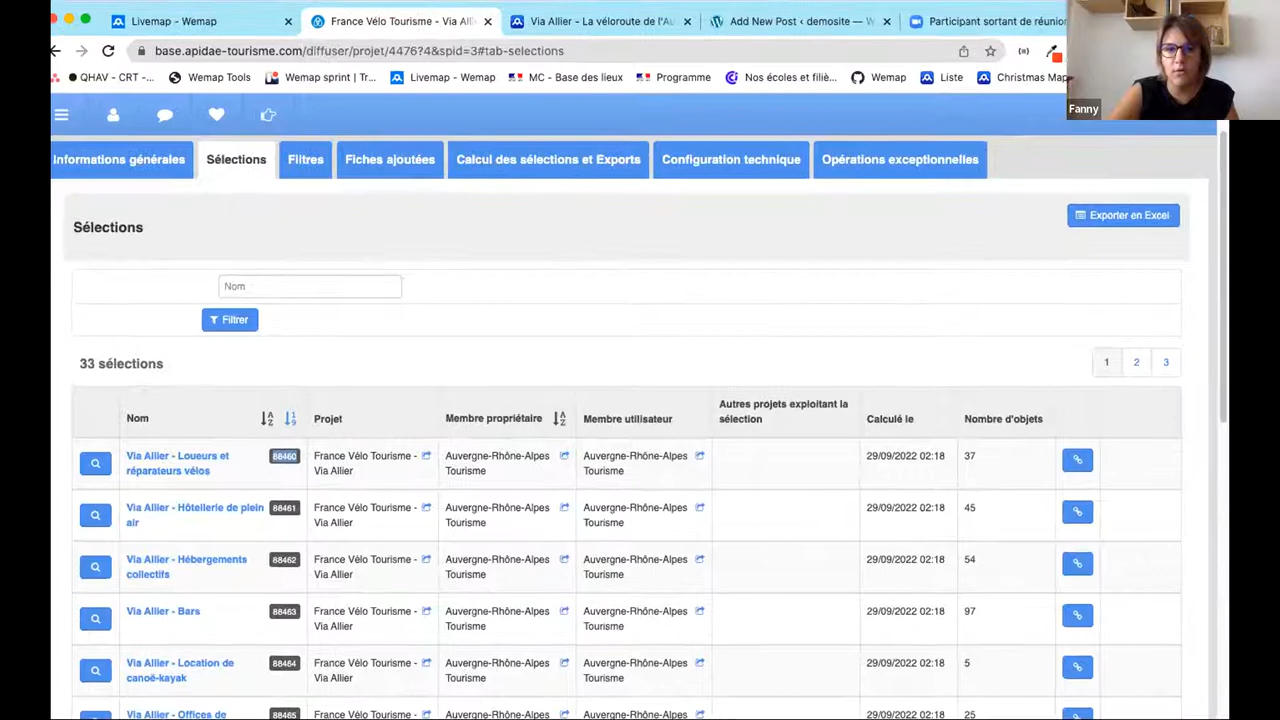 Livemap - Wemap
France Vélo Tourisme - Via All
Via Allier - La véloroute de l'A
Add New Post ‹ demosite — W
Participant sortant de réunion
base.apidae-tourisme.com/diffuser/projet/4476?4&spid=3#tab-selections
QHAV - CRT -...
Wemap Tools
Wemap sprint | Tr...
Livemap - Wemap
MC - Base des lieux
Programme
Nos écoles et filiè...
Wemap
Liste
Christmas Map
Fanny
Informations générales
Sélections
Filtres
Fiches ajoutées
Calcul des sélections et Exports
Configuration technique
Opérations exceptionnelles
Sélections
Exporter en Excel
Nom
Filtrer
33 sélections
1 2 3
Nom
Projet
Membre propriétaire
Membre utilisateur
Autres projets exploitant la
sélection
Calculé le
Nombre d'objets
Via Allier - Loueurs et
réparateurs vélos
88460
France Vélo Tourisme -
Via Allier
Auvergne-Rhône-Alpes
Tourisme
Auvergne-Rhône-Alpes
Tourisme
29/09/2022 02:18
37
Via Allier - Hôtellerie de plein
air
88461
France Vélo Tourisme -
Via Allier
Auvergne-Rhône-Alpes
Tourisme
Auvergne-Rhône-Alpes
Tourisme
29/09/2022 02:18
45
Via Allier - Hébergements
collectifs
88462
France Vélo Tourisme -
Via Allier
Auvergne-Rhône-Alpes
Tourisme
Auvergne-Rhône-Alpes
Tourisme
29/09/2022 02:18
54
Via Allier - Bars
88463
France Vélo Tourisme -
Via Allier
Auvergne-Rhône-Alpes
Tourisme
Auvergne-Rhône-Alpes
Tourisme
29/09/2022 02:18
97
Via Allier - Location de
canoë-kayak
88464
France Vélo Tourisme -
Via Allier
Auvergne-Rhône-Alpes
Tourisme
Auvergne-Rhône-Alpes
Tourisme
29/09/2022 02:18
5
Via Allier - Offices de
88465
France Vélo Tourisme -
Auvergne-Rhône-Alpes
Auvergne-Rhône-Alpes
29/09/2022 02:18
25